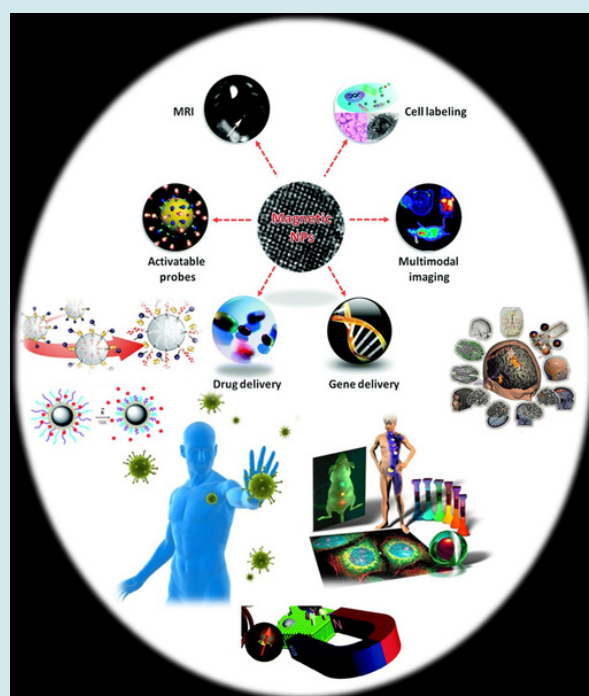 MRI
Cell labeling
Magnetic
NPs
Activatable
probes
Multimodal
imaging
Drug delivery
Gene delivery
N